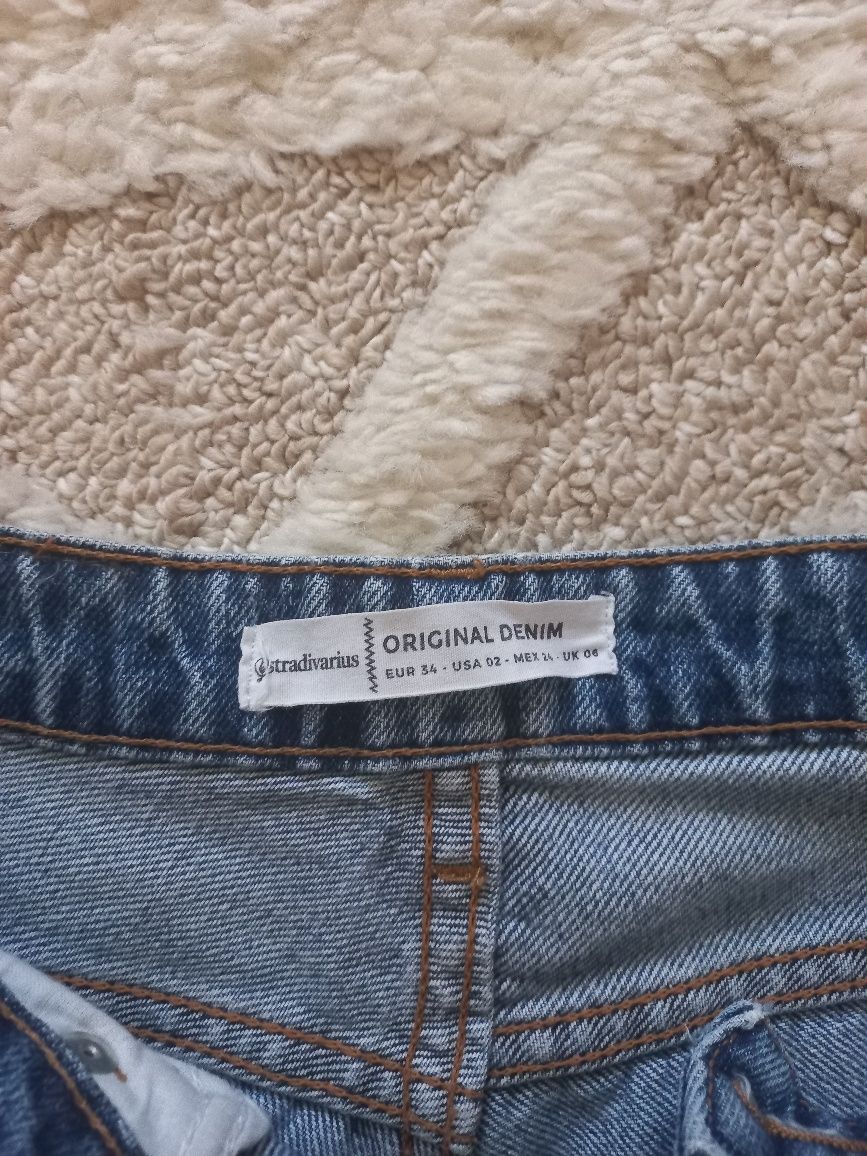 stradivarius
ORIGINAL DENIM
EUR 34 - USA 02 - MEX 24 - UK 06